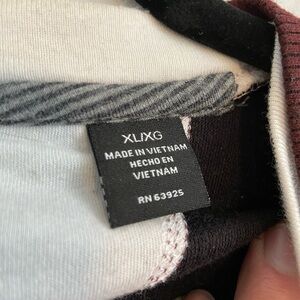 XL/XG
MADE IN VIETNAM
HECHO EN
VIETNAM
RN 63925